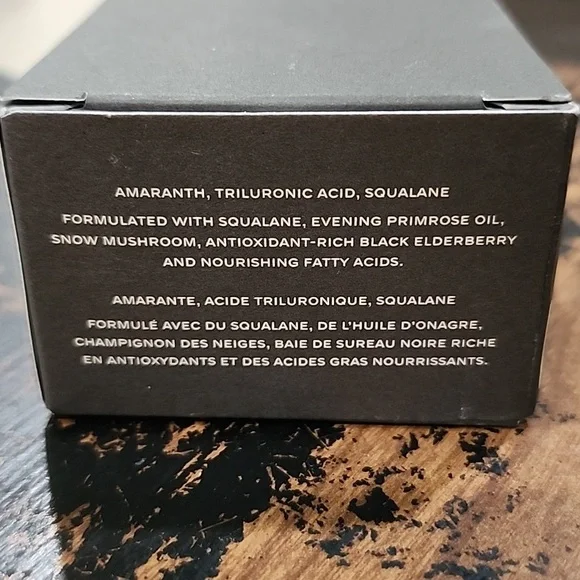 AMARANTH, TRILURONIC ACID, SQUALANE
FORMULATED WITH SQUALANE, EVENING PRIMROSE OIL,
SNOW MUSHROOM, ANTIOXIDANT-RICH BLACK ELDERBERRY
AND NOURISHING FATTY ACIDS.
AMARANTE, ACIDE TRILURONIQUE, SQUALANE
FORMULÉ AVEC DU SQUALANE, DE L'HUILE D'ONAGRE,
CHAMPIGNON DES NEIGES, BAIE DE SUREAU NOIRE RICHE
EN ANTIOXYDANTS ET DES ACIDES GRAS NOURRISSANTS.